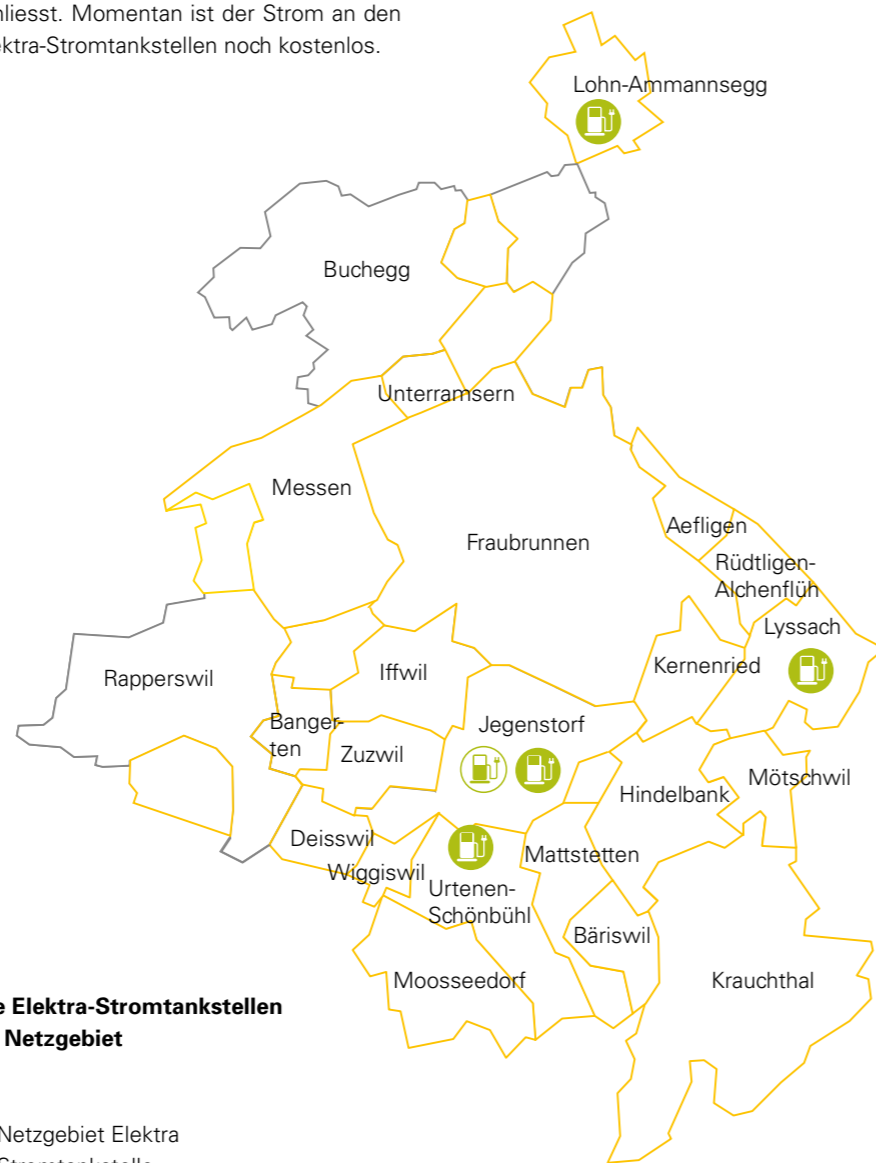 Momentan ist der Strom an den
ektra-Stromtankstellen noch kostenlos.
Lohn-Ammannsegg
Buchegg
Unterramsern
Messen
Fraubrunnen
Aefligen
Rüdtligen-
Alchenflüh
Lyssach
Kernenried
Rapperswil
Iffwil
Banger-
ten
Jegenstorf
Zuzwil
Hindelbank
Mötschwil
Deisswil
Wiggiswil
Mattstetten
Urtenen-
Schönbühl
Bäriswil
Moosseedorf
Krauchthal
e Elektra-Stromtankstellen
Netzgebiet
Netzgebiet Elektra